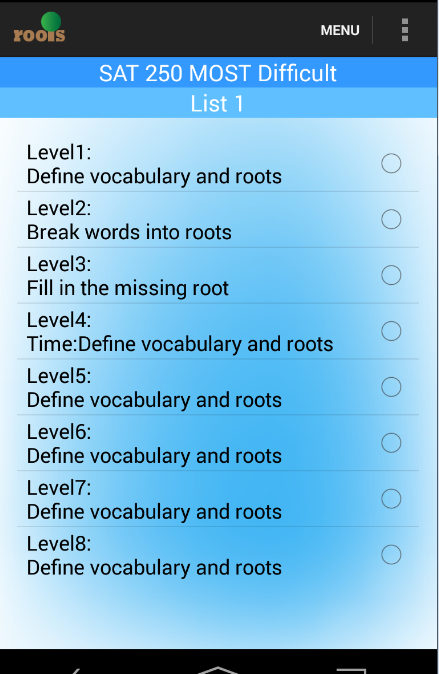 roots
MENU
SAT 250 MOST Difficult
List 1
Level1:
Define vocabulary and roots
Level2:
Break words into roots
Level3:
Fill in the missing root
Level4:
Time:Define vocabulary and roots
Level5:
Define vocabulary and roots
Level6:
Define vocabulary and roots
Level7:
Define vocabulary and roots
Level8:
Define vocabulary and roots